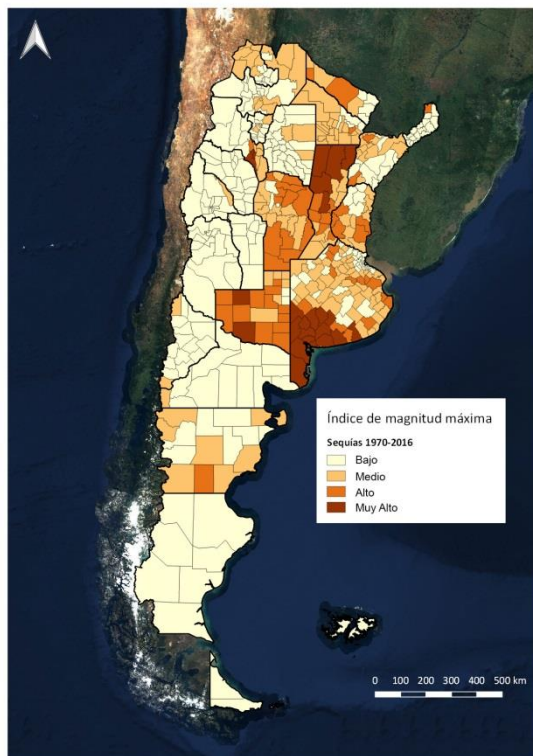 Índice de magnitud máxima
Sequías 1970-2016
Bajo
Medio
Alto
Muy Alto
0 100 200 300 400 500 km